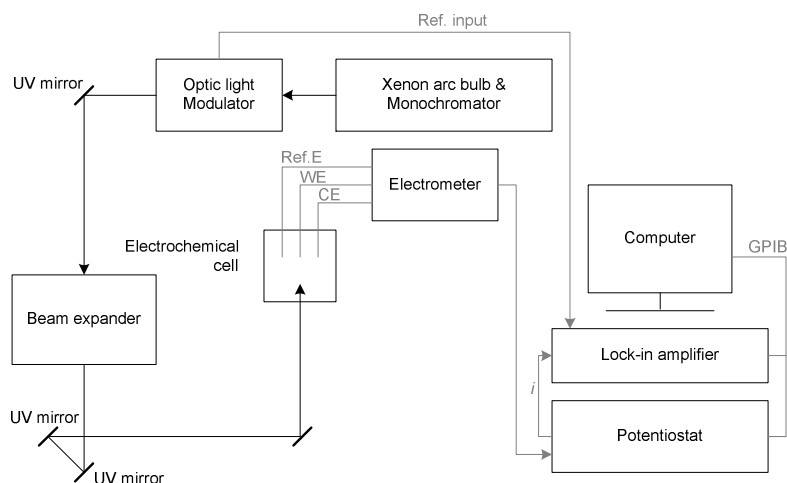 Ref. input
UV mirror
Optic light
Modulator
Xenon arc bulb &
Monochromator
Ref.E
WE
CE
Electrometer
Electrochemical
cell
Computer
GPIB
Beam expander
Lock-in amplifier
i
Potentiostat
UV mirror
UV mirror